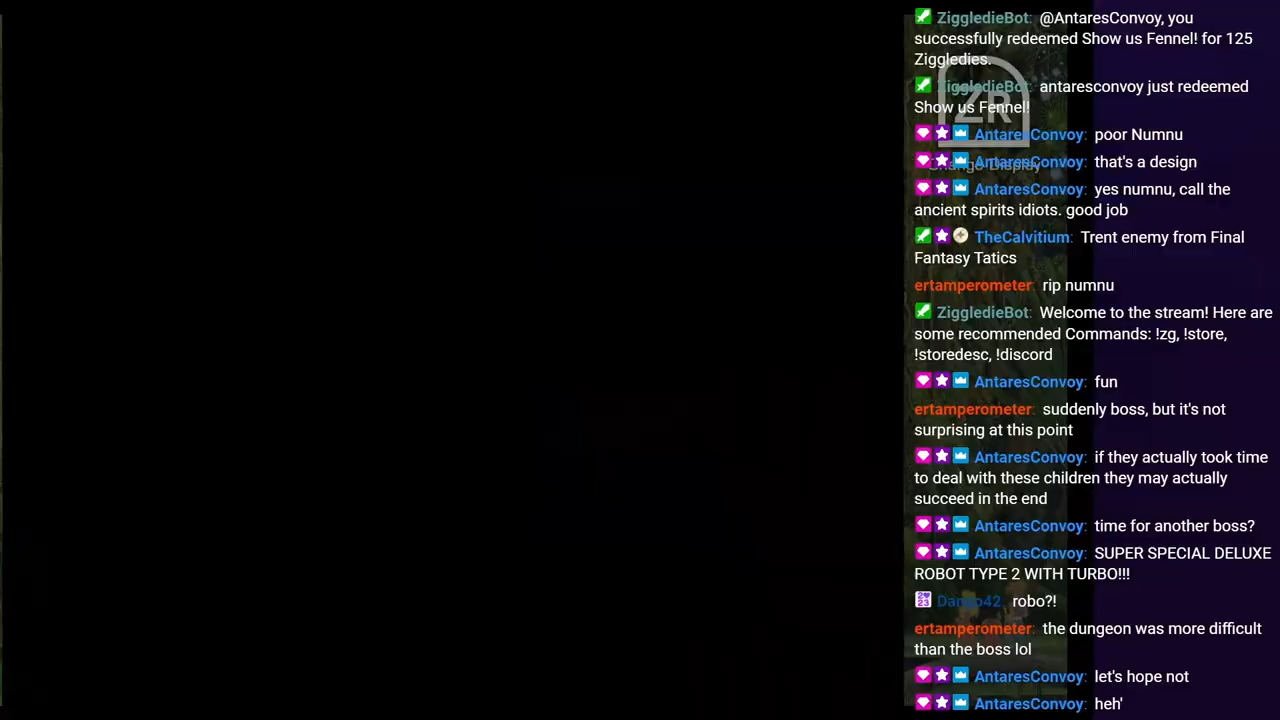 ZiggledieBot: @AntaresConvoy, you
successfully redeemed Show us Fennel! for 125
Ziggledies.
ZiggledieBot: antaresconvoy just redeemed
Show us Fennel!
ZR
AntaresConvoy: poor Numnu
Change Display
AntaresConvoy: that's a design
AntaresConvoy: yes numnu, call the
ancient spirits idiots. good job
TheCalvitium: Trent enemy from Final
Fantasy Tatics
ertamperometer: rip numnu
ZiggledieBot: Welcome to the stream! Here are
some recommended Commands: !zg, !store,
!storedesc, !discord
AntaresConvoy: fun
ertamperometer: suddenly boss, but it's not
surprising at this point
AntaresConvoy: if they actually took time
to deal with these children they may actually
succeed in the end
AntaresConvoy: time for another boss?
AntaresConvoy: SUPER SPECIAL DELUXE
ROBOT TYPE 2 WITH TURBO!!!
robo?!
ertamperometer: the dungeon was more difficult
than the boss lol
AntaresConvoy: let's hope not
AntaresConvoy: heh'